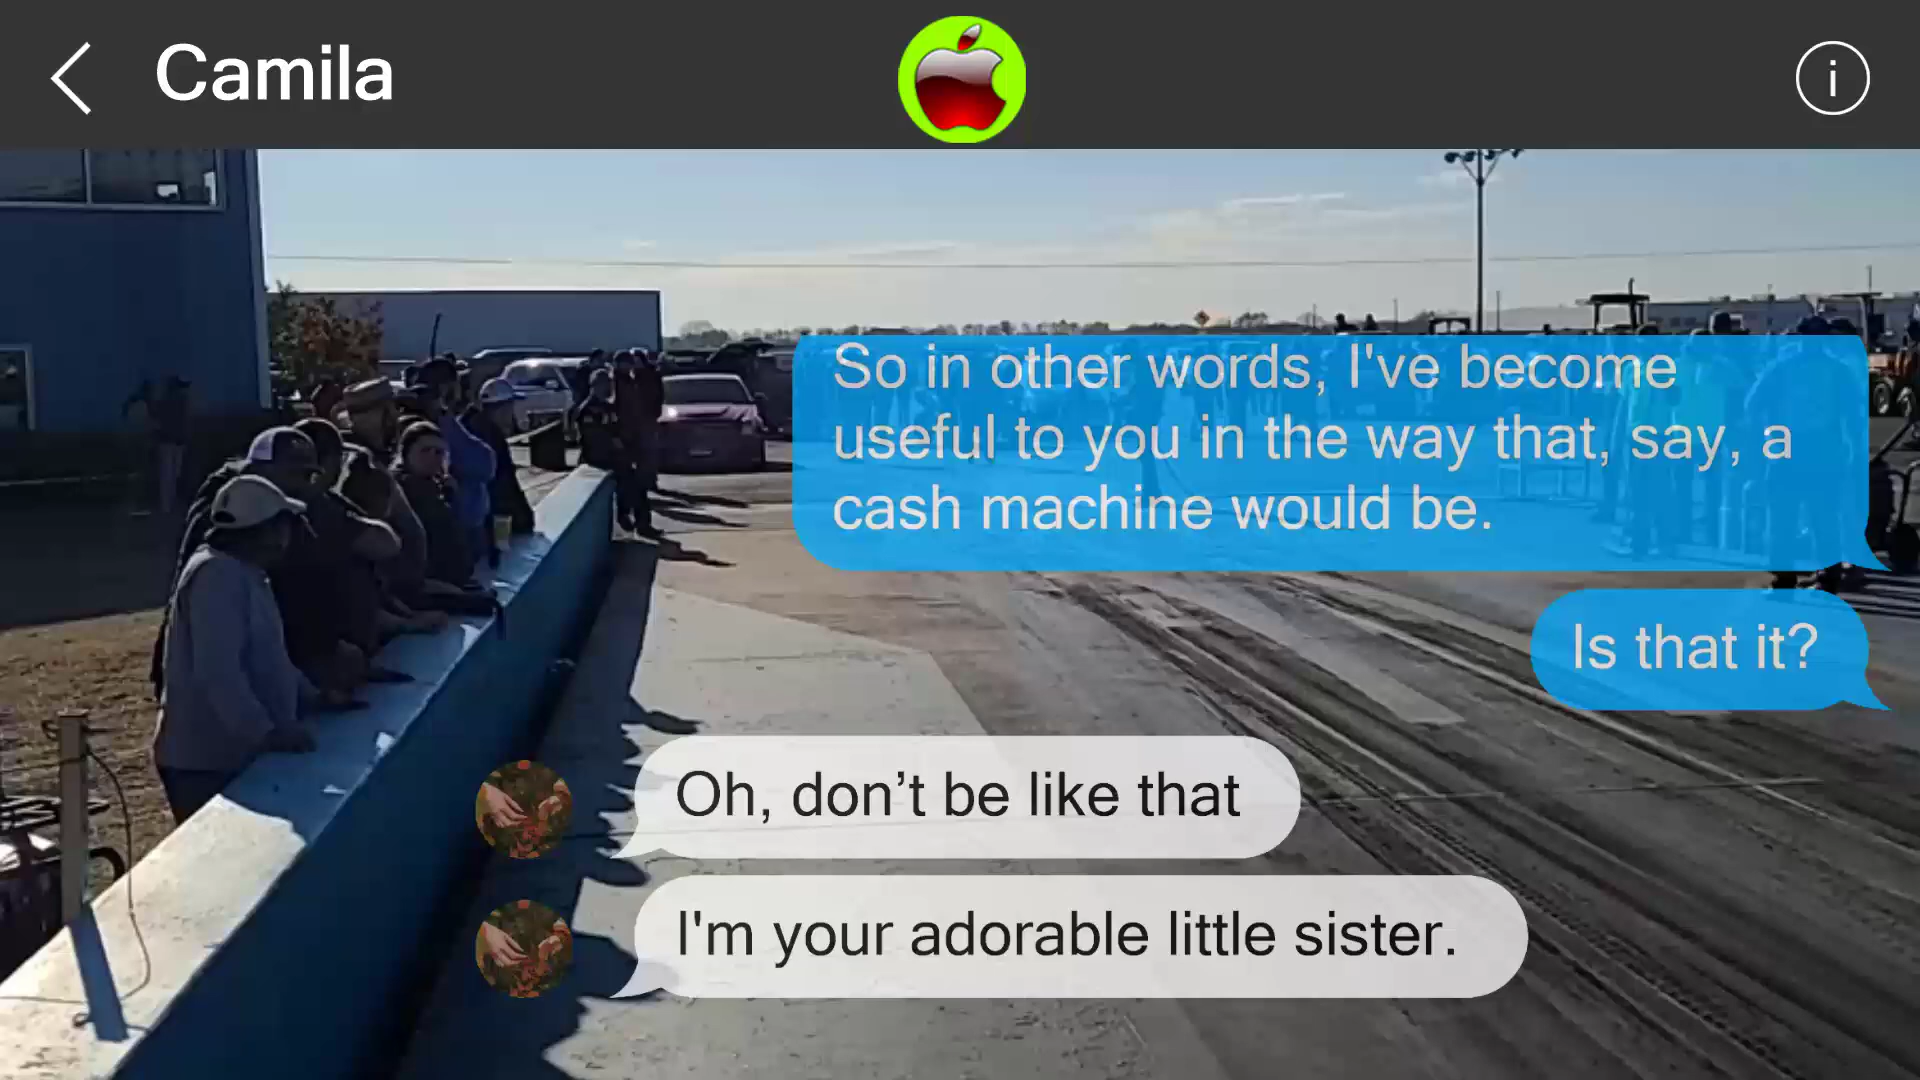 Camila
i
So in other words, I've become
useful to you in the way that, say, a
cash machine would be.
Is that it?
Oh, don’t be like that
I'm your adorable little sister.